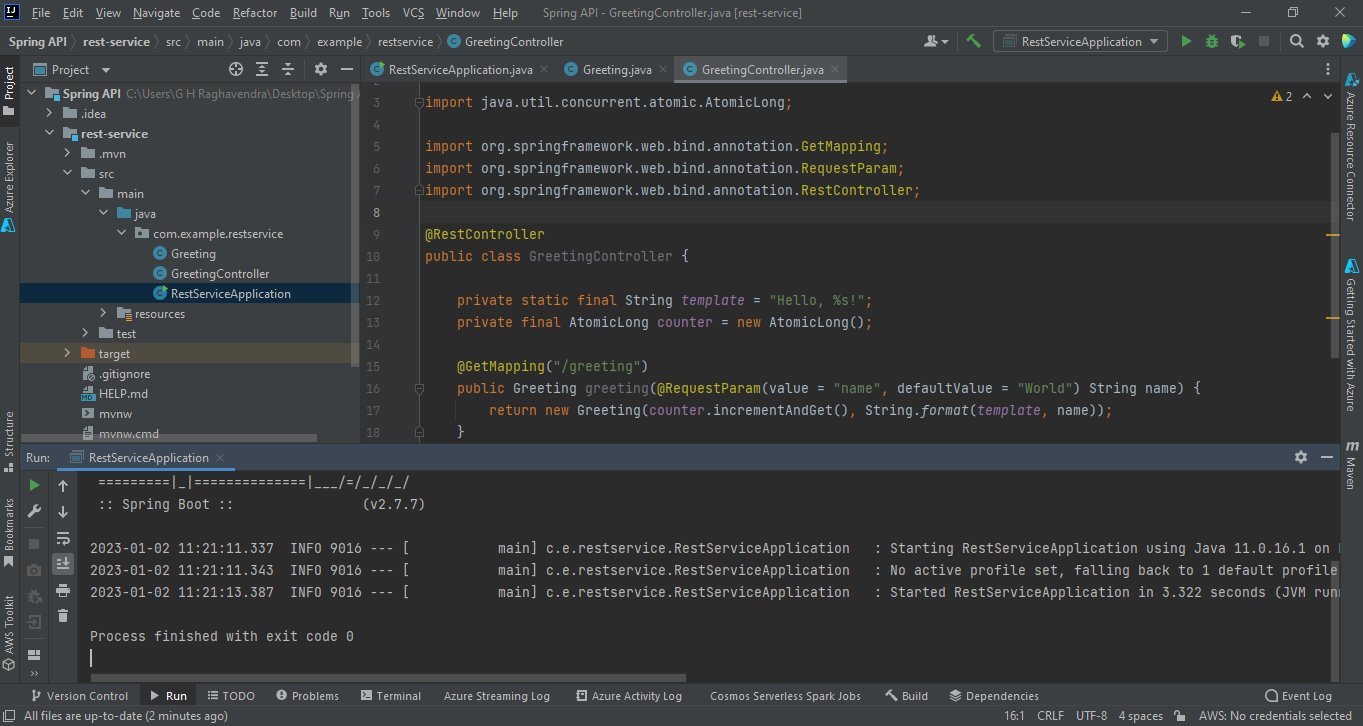 IJ File Edit View Navigate Code Refactor Build Run Tools VCS Window Help Spring API - GreetingController.java [rest-service]
Spring API rest-service src main java com example restservice GreetingController RestServiceApplication
Project
RestServiceApplication.java Greeting.java GreetingController.java
Spring API C:\Users\G H Raghavendra\Desktop\Spring
.idea
rest-service
.mvn
src
main
java
com.example.restservice
Greeting
GreetingController
RestServiceApplication
resources
test
target
.gitignore
HELP.md
mvnw
mvnw.cmd
2
3 import java.util.concurrent.atomic.AtomicLong;
4
5 import org.springframework.web.bind.annotation.GetMapping;
6 import org.springframework.web.bind.annotation.RequestParam;
7 import org.springframework.web.bind.annotation.RestController;
8
9 @RestController
10 public class GreetingController {
11
12 private static final String template = "Hello, %s!";
13 private final AtomicLong counter = new AtomicLong();
14
15 @GetMapping("/greeting")
16 public Greeting greeting(@RequestParam(value = "name", defaultValue = "World") String name) {
17 return new Greeting(counter.incrementAndGet(), String.format(template, name));
18 }
Project
Azure Explorer
Structure
Bookmarks
AWS Toolkit
Azure Resource Connector
Getting Started with Azure
m
Maven
Run: RestServiceApplication
=========|_|==============|___/=/_/_/_/
:: Spring Boot :: (v2.7.7)
2023-01-02 11:21:11.337 INFO 9016 --- [ main] c.e.restservice.RestServiceApplication : Starting RestServiceApplication using Java 11.0.16.1 on
2023-01-02 11:21:11.343 INFO 9016 --- [ main] c.e.restservice.RestServiceApplication : No active profile set, falling back to 1 default profile
2023-01-02 11:21:13.387 INFO 9016 --- [ main] c.e.restservice.RestServiceApplication : Started RestServiceApplication in 3.322 seconds (JVM run
Process finished with exit code 0
Version Control Run TODO Problems Terminal Azure Streaming Log Azure Activity Log Cosmos Serverless Spark Jobs Build Dependencies Event Log
All files are up-to-date (2 minutes ago) 16:1 CRLF UTF-8 4 spaces AWS: No credentials selected